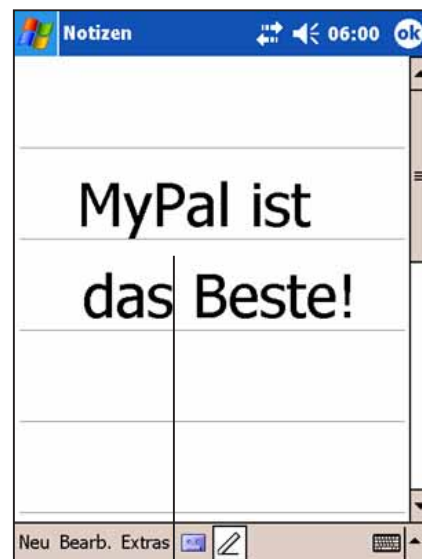 Notizen 06:00 ok
MyPal ist
das Beste!
Neu Bearb. Extras